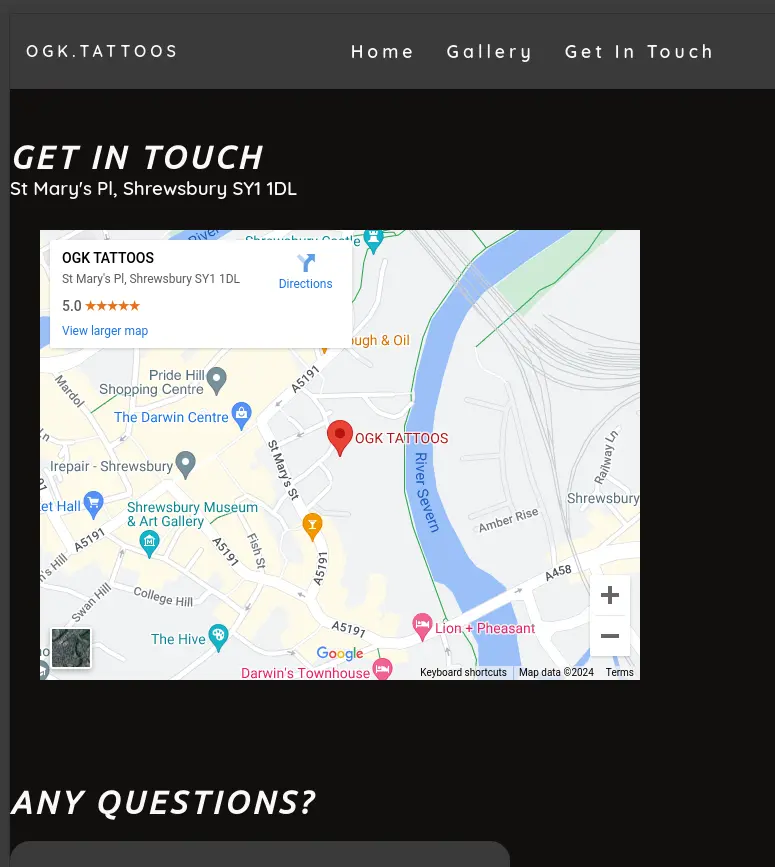 OGK.TATTOOS
Home Gallery Get In Touch
GET IN TOUCH
St Mary's Pl, Shrewsbury SY1 1DL
River
Shrewsbury Castle
OGK TATTOOS
St Mary's Pl, Shrewsbury SY1 1DL
Directions
5.0
View larger map
ough & Oil
Mardol
Pride Hill
Shopping Centre
A5191
The Darwin Centre
OGK TATTOOS
St Mary's St
Irepair - Shrewsbury
River Severn
Railway Ln
et Hall
Shrewsbury
Shrewsbury Museum
& Art Gallery
Amber Rise
A5191
A5191
Fish St
A5191
n's Hill
Swan Hill
College Hill
A458
The Hive
A5191
Lion + Pheasant
Google
Darwin's Townhouse
Keyboard shortcuts
Map data ©2024
Terms
ANY QUESTIONS?